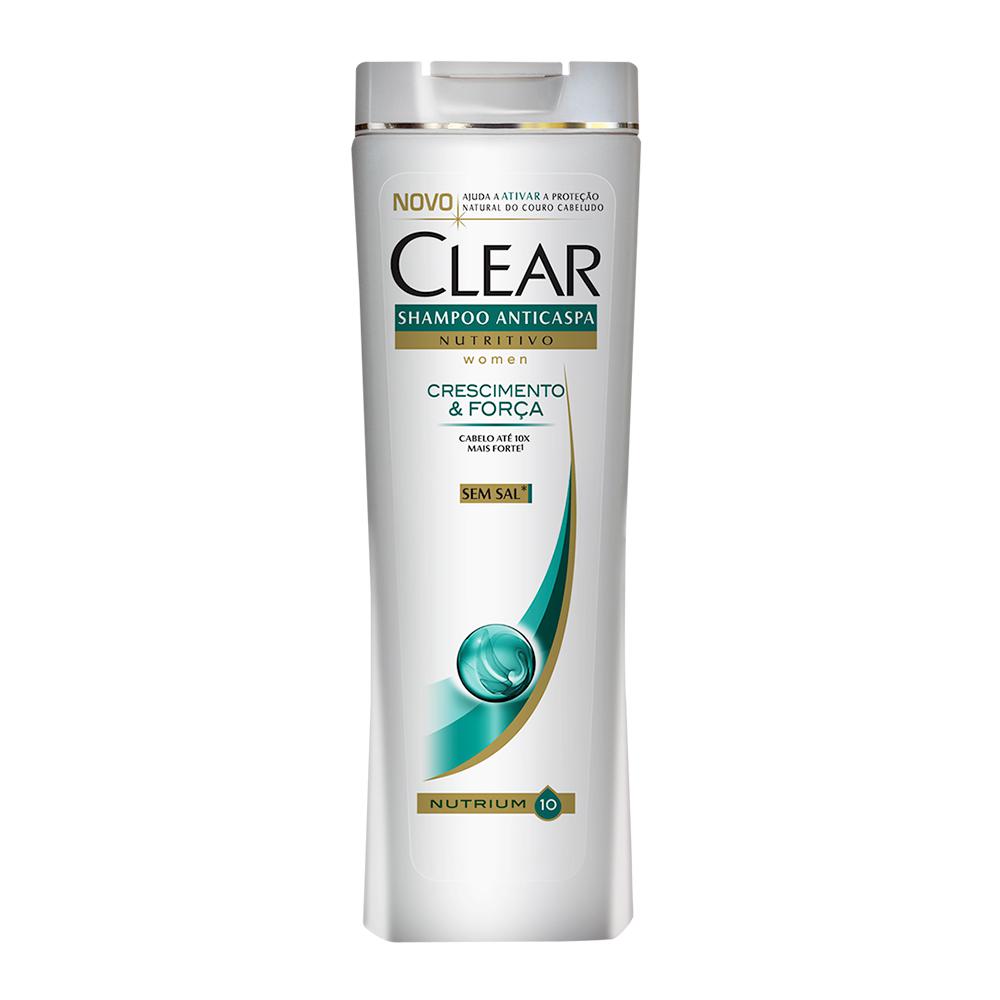 NOVO
AJUDA A ATIVAR A PROTEÇÃO
NATURAL DO COURO CABELUDO
CLEAR
SHAMPOO ANTICASPA
NUTRITIVO
women
CRESCIMENTO
& FORÇA
CABELO ATÉ 10X
MAIS FORTE¹
SEM SAL*
NUTRIUM 10